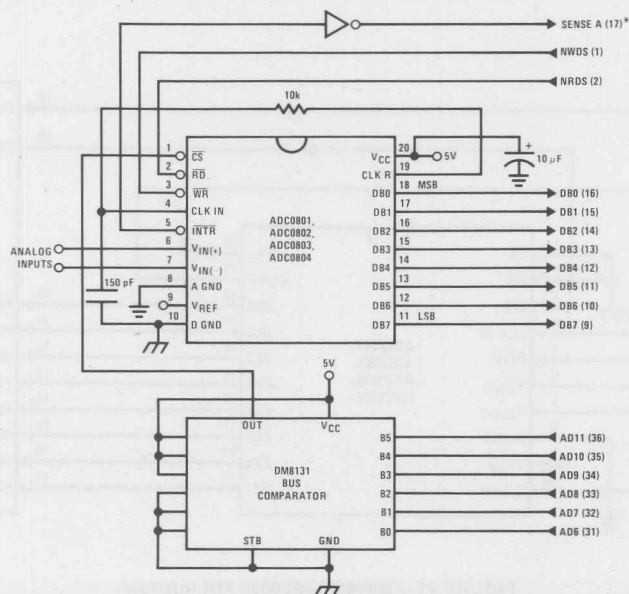 SENSE A (17)*
NWDS (1)
NRDS (2)
10k
1 CS
2 RD
3 WR
4 CLK IN
5 INTR
6 VIN(+)
7 VIN(-)
8 A GND
9 VREF
10 D GND
ANALOG
INPUTS
150 pF
ADC0801,
ADC0802,
ADC0803,
ADC0804
VCC 20
5V
+
10 μF
CLK R 19
DB0 18 MSB DB0 (16)
DB1 17 DB1 (15)
DB2 16 DB2 (14)
DB3 15 DB3 (13)
DB4 14 DB4 (12)
DB5 13 DB5 (11)
DB6 12 DB6 (10)
DB7 11 LSB DB7 (9)
5V
OUT VCC
DM8131
BUS
COMPARATOR
STB GND
B5 AD11 (36)
B4 AD10 (35)
B3 AD9 (34)
B2 AD8 (33)
B1 AD7 (32)
B0 AD6 (31)